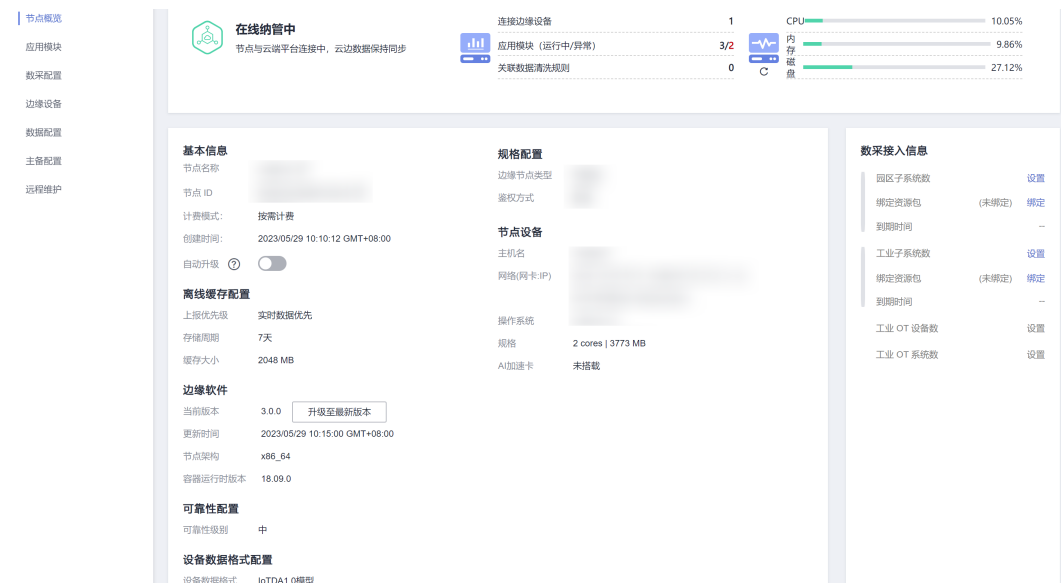 节点概览
应用模块
数采配置
边缘设备
数据配置
主备配置
远程维护
在线纳管中
节点与云端平台连接中，云边数据保持同步
连接边缘设备 1
应用模块（运行中/异常） 3/2
关联数据清洗规则 0
CPU 10.05%
内存 9.86%
磁盘 27.12%
基本信息
节点名称
节点 ID
计费模式: 按需计费
创建时间: 2023/05/29 10:10:12 GMT+08:00
自动升级 ?
离线缓存配置
上报优先级 实时数据优先
存储周期 7天
缓存大小 2048 MB
边缘软件
当前版本 3.0.0 升级至最新版本
更新时间 2023/05/29 10:15:00 GMT+08:00
节点架构 x86_64
容器运行时版本 18.09.0
可靠性配置
可靠性级别 中
设备数据格式配置
设备数据格式 IoTDA1.0模型
规格配置
边缘节点类型
鉴权方式
节点设备
主机名
网络(网卡:IP)
操作系统
规格 2 cores | 3773 MB
AI加速卡 未搭载
数采接入信息
园区子系统数 设置
绑定资源包 (未绑定) 绑定
到期时间 --
工业子系统数 设置
绑定资源包 (未绑定) 绑定
到期时间 --
工业 OT 设备数 设置
工业 OT 系统数 设置